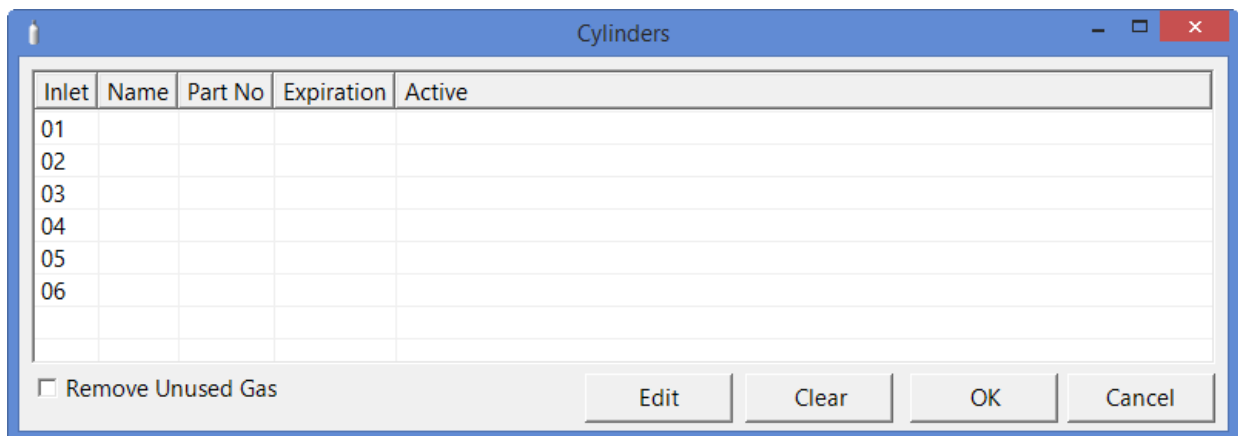 Cylinders
Inlet Name Part No Expiration Active
01
02
03
04
05
06
Remove Unused Gas Edit Clear OK Cancel